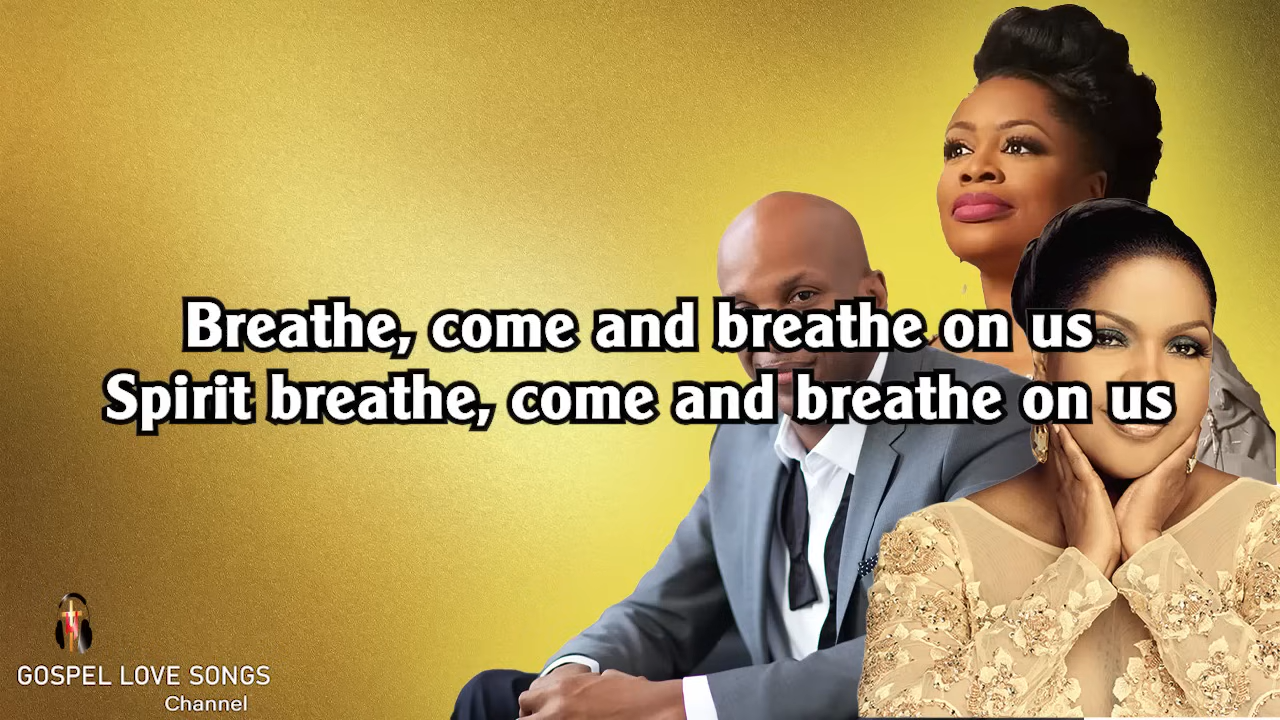 Breathe, come and breathe on us
Spirit breathe, come and breathe on us
GOSPEL LOVE SONGS
Channel